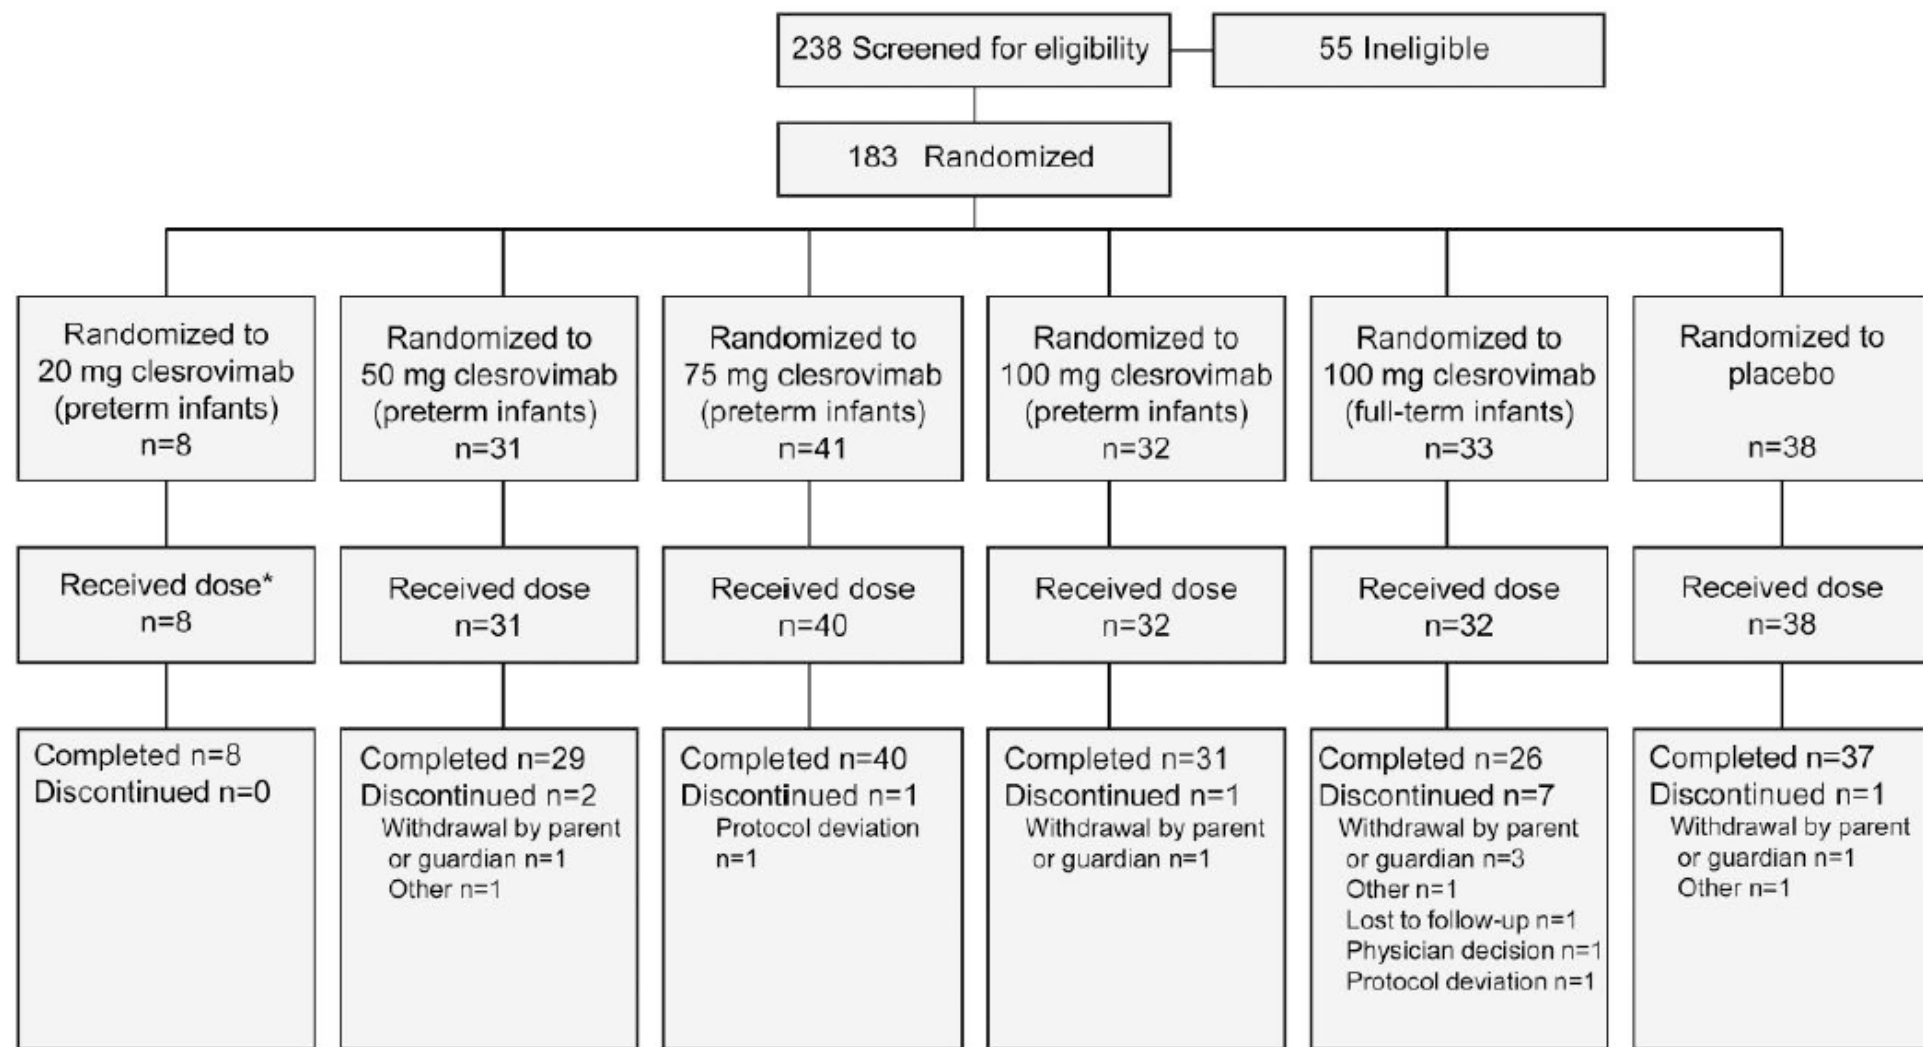 238 Screened for eligibility
55 Ineligible
183 Randomized
Randomized to
20 mg clesrovimab
(preterm infants)
n=8
Randomized to
50 mg clesrovimab
(preterm infants)
n=31
Randomized to
75 mg clesrovimab
(preterm infants)
n=41
Randomized to
100 mg clesrovimab
(preterm infants)
n=32
Randomized to
100 mg clesrovimab
(full-term infants)
n=33
Randomized to
placebo
n=38
Received dose*
n=8
Received dose
n=31
Received dose
n=40
Received dose
n=32
Received dose
n=32
Received dose
n=38
Completed n=8
Discontinued n=0
Completed n=29
Discontinued n=2
Withdrawal by parent
or guardian n=1
Other n=1
Completed n=40
Discontinued n=1
Protocol deviation
n=1
Completed n=31
Discontinued n=1
Withdrawal by parent
or guardian n=1
Completed n=26
Discontinued n=7
Withdrawal by parent
or guardian n=3
Other n=1
Lost to follow-up n=1
Physician decision n=1
Protocol deviation n=1
Completed n=37
Discontinued n=1
Withdrawal by parent
or guardian n=1
Other n=1